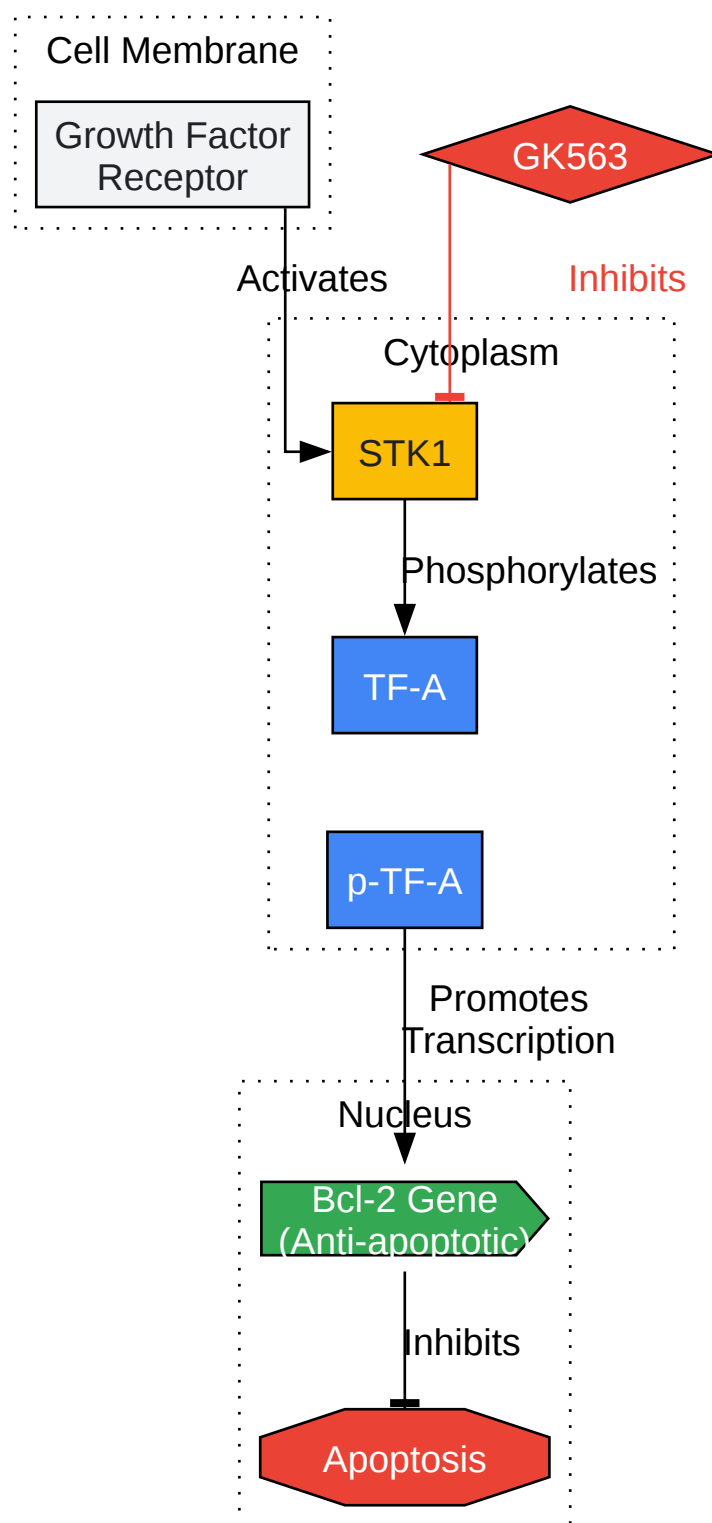 Cell Membrane
Growth Factor
Receptor
GK563
Activates
Inhibits
Cytoplasm
STK1
Phosphorylates
TF-A
p-TF-A
Promotes
Transcription
Nucleus
Bcl-2 Gene
(Anti-apoptotic)
Inhibits
Apoptosis